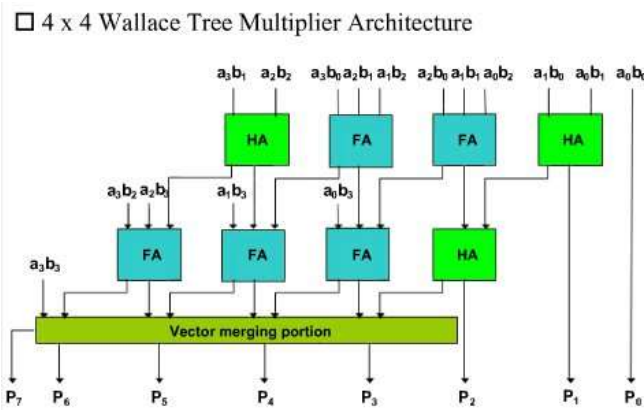 ☐ 4 x 4 Wallace Tree Multiplier Architecture
a₃b₁ a₂b₂ a₃b₀ a₂b₁ a₁b₂ a₂b₀ a₁b₁ a₀b₂ a₁b₀ a₀b₁ a₀b₀
HA FA FA HA
a₃b₂ a₂b₃ a₁b₃ a₀b₃
FA FA FA HA
a₃b₃
Vector merging portion
P₇ P₆ P₅ P₄ P₃ P₂ P₁ P₀